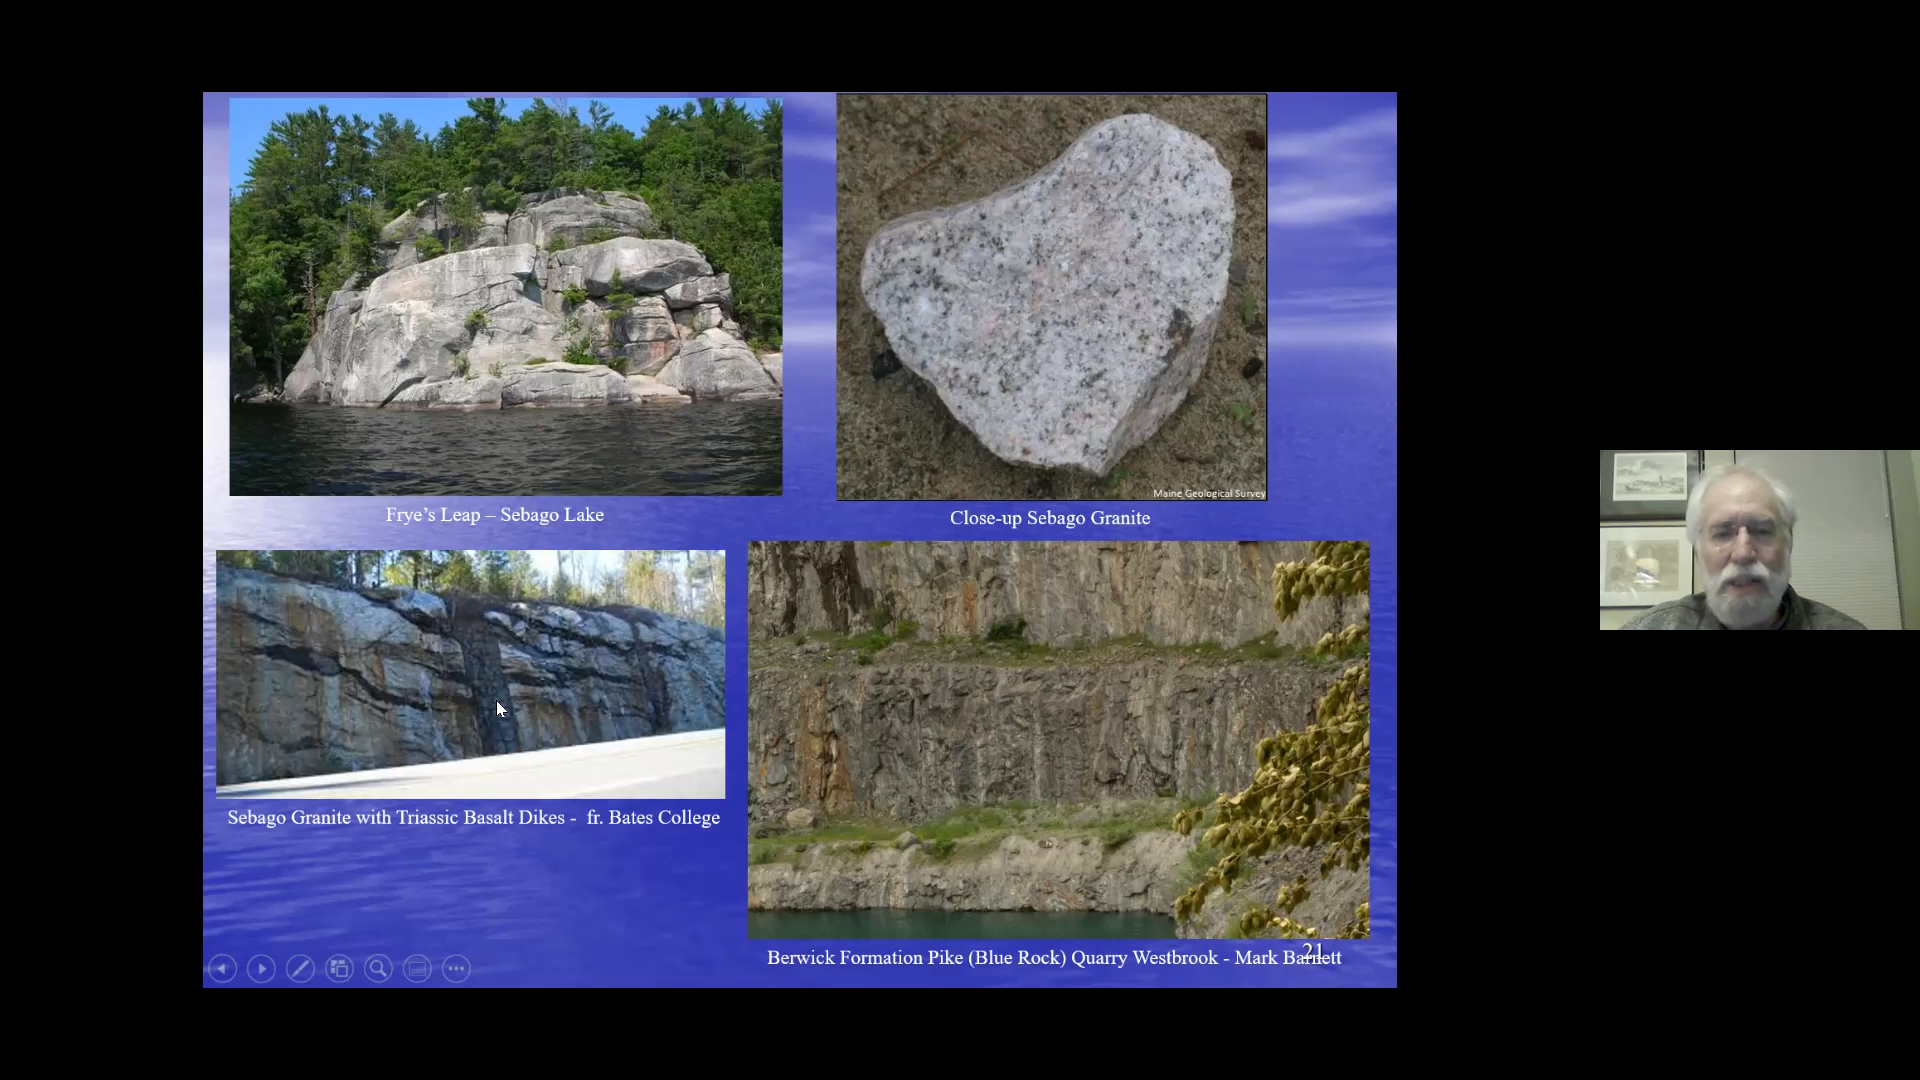 Maine Geological Survey
Frye's Leap – Sebago Lake
Close-up Sebago Granite
Sebago Granite with Triassic Basalt Dikes - fr. Bates College
Berwick Formation Pike (Blue Rock) Quarry Westbrook - Mark Barnett
21